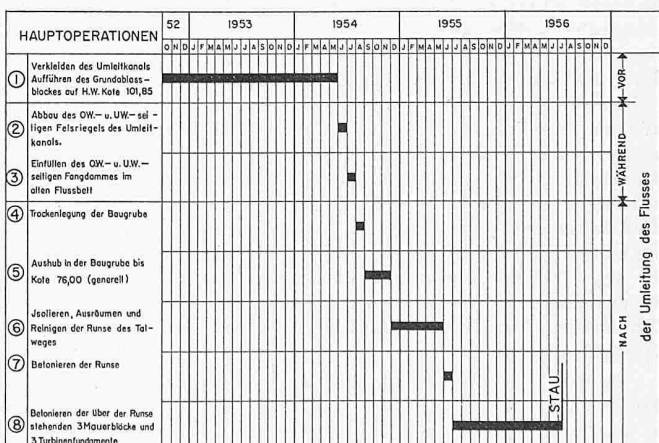 HAUPTOPERATIONEN
52 1953 1954 1955 1956
O N D J F M A M J J A S O N D J F M A M J J A S O N D J F M A M J J A S O N D J F M A M J J A S O N D
1 Verkleiden des Umleitkanals
Aufführen des Grundablass-
blockes auf H.W. Kote 101,85
2 Abbau des OW.- u. UW.- sei-
tigen Felsriegels des Umleit-
kanals.
3 Einfüllen des O.W.- u. U.W.-
seitigen Fangdammes im
alten Flussbett
4 Trockenlegung der Baugrube
5 Aushub in der Baugrube bis
Kote 76,00 (generell)
6 Jsolieren, Ausräumen und
Reinigen der Runse des Tal-
weges
7 Betonieren der Runse
8 Betonieren der über der Runse
stehenden 3 Mauerblöcke und
3 Turbinenfundamente
STAU
VOR
WÄHREND
NACH
der Umleitung des Flusses